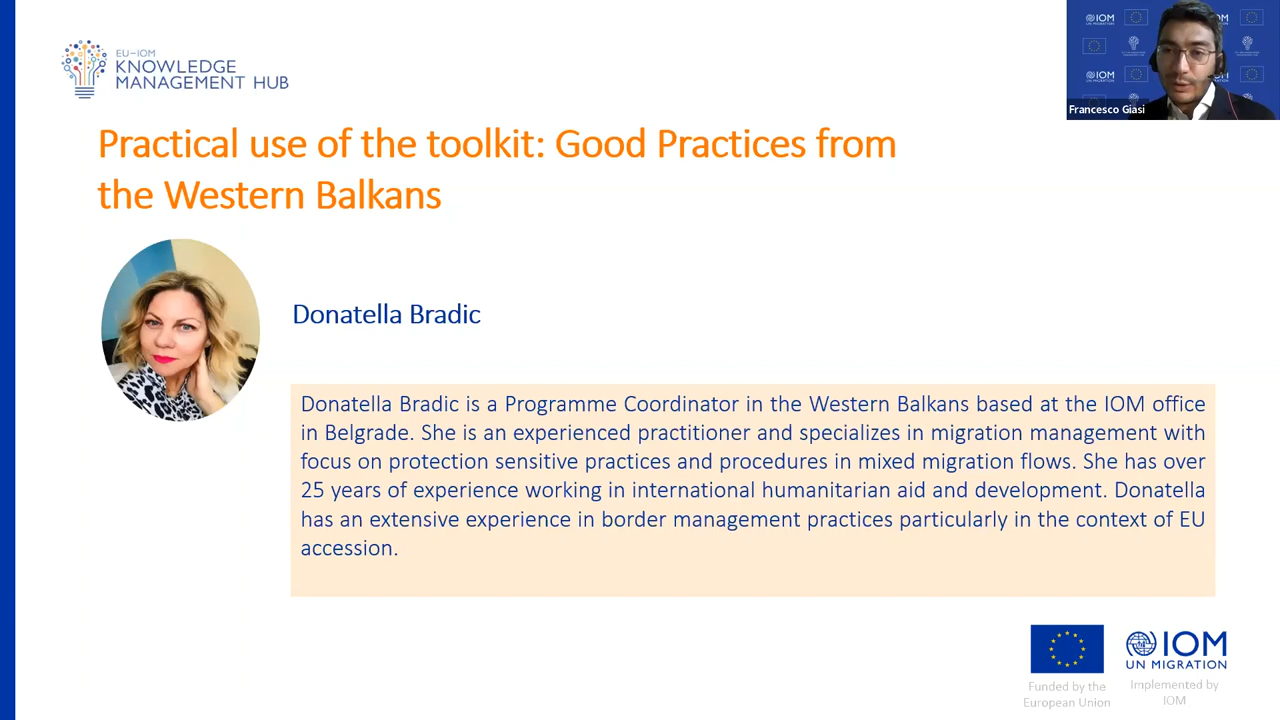 EU–IOM
KNOWLEDGE
MANAGEMENT HUB
IOM
IOM
IOM
Francesco Giasi
Practical use of the toolkit: Good Practices from
the Western Balkans
Donatella Bradic
Donatella Bradic is a Programme Coordinator in the Western Balkans based at the IOM office
in Belgrade. She is an experienced practitioner and specializes in migration management with
focus on protection sensitive practices and procedures in mixed migration flows. She has over
25 years of experience working in international humanitarian aid and development. Donatella
has an extensive experience in border management practices particularly in the context of EU
accession.
IOM
UN MIGRATION
Funded by the
European Union
Implemented by
IOM